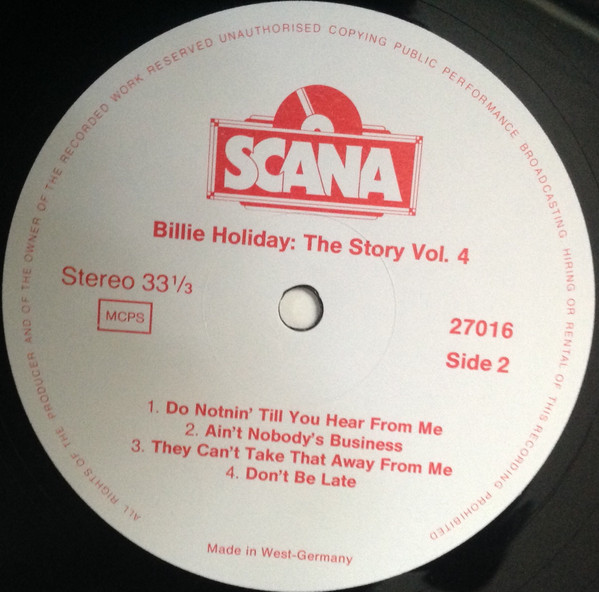 ALL RIGHTS OF THE PRODUCER AND OF THE OWNER OF THE RECORDED WORK RESERVED UNAUTHORISED COPYING PUBLIC PERFORMANCE BROADCASTING HIRING OR RENTAL OF THIS RECORDING PROHIBITED
SCANA
Billie Holiday: The Story Vol. 4
Stereo 33⅓
MCPS
27016
Side 2
1. Do Notnin' Till You Hear From Me
2. Ain't Nobody's Business
3. They Can't Take That Away From Me
4. Don't Be Late
Made in West-Germany